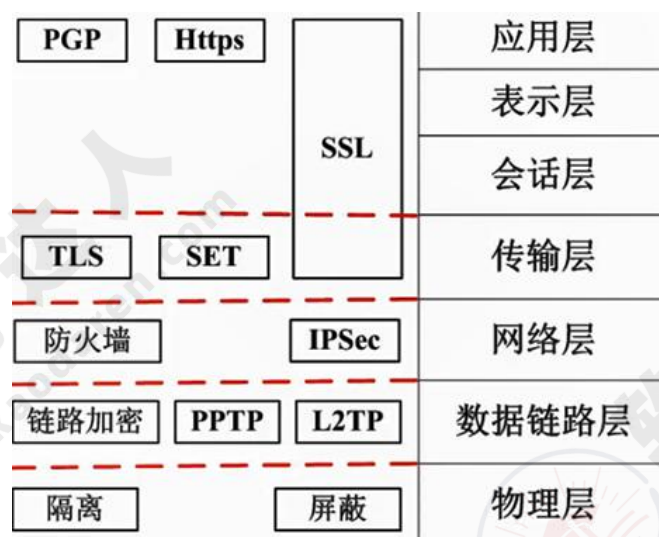 PGP Https 应用层
表示层
SSL
会话层
TLS SET 传输层
防火墙 IPSec 网络层
链路加密 PPTP L2TP 数据链路层
隔离 屏蔽 物理层